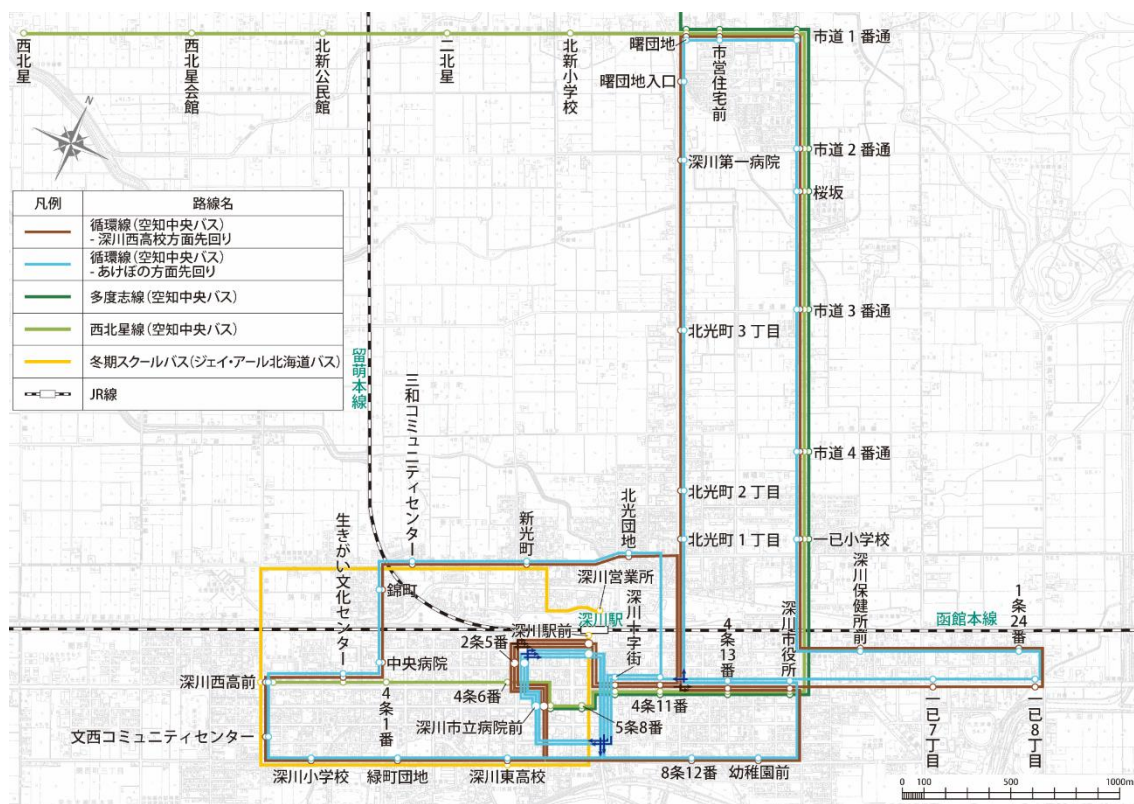 西北星
西北星会館
北新公民館
二北星
北新小学校
曙団地
市営住宅前
市道1番通
曙団地入口
N
深川第一病院
市道2番通
桜坂
凡例
路線名
循環線(空知中央バス)
- 深川西高校方面先回り
循環線(空知中央バス)
- あけぼの方面先回り
多度志線(空知中央バス)
西北星線(空知中央バス)
冬期スクールバス(ジェイ・アール北海道バス)
JR線
留萌本線
北光町3丁目
市道3番通
三和コミュニティセンター
市道4番通
北光町2丁目
生きがい文化センター
新光町
北光団地
北光町1丁目
一已小学校
深川営業所
錦町
深川駅
深川駅前
深川十字街
4条13番
深川市役所
深川保健所前
函館本線
1条24番
2条5番
中央病院
深川西高前
4条1番
4条6番
4条11番
一已7丁目
一已8丁目
深川市立病院前
5条8番
文西コミュニティセンター
深川小学校
緑町団地
深川東高校
8条12番
幼稚園前
0 100 500 1000m